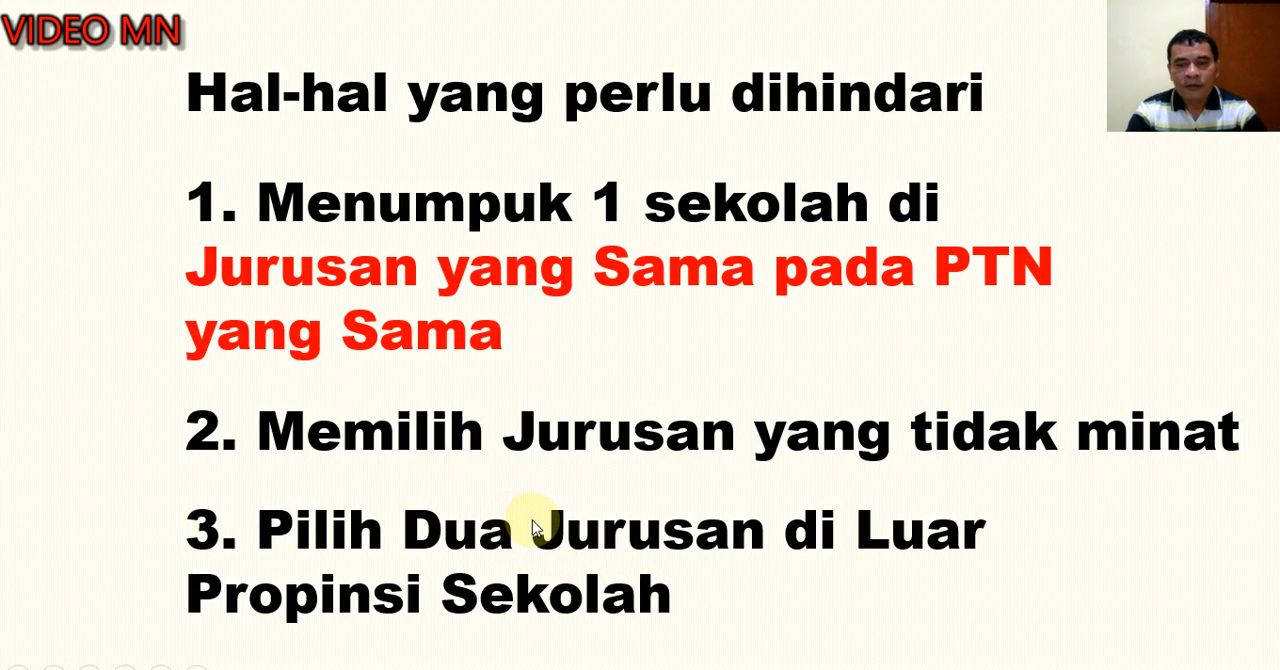 VIDEO MN
Hal-hal yang perlu dihindari
1. Menumpuk 1 sekolah di
Jurusan yang Sama pada PTN
yang Sama
2. Memilih Jurusan yang tidak minat
3. Pilih Dua Jurusan di Luar
Propinsi Sekolah